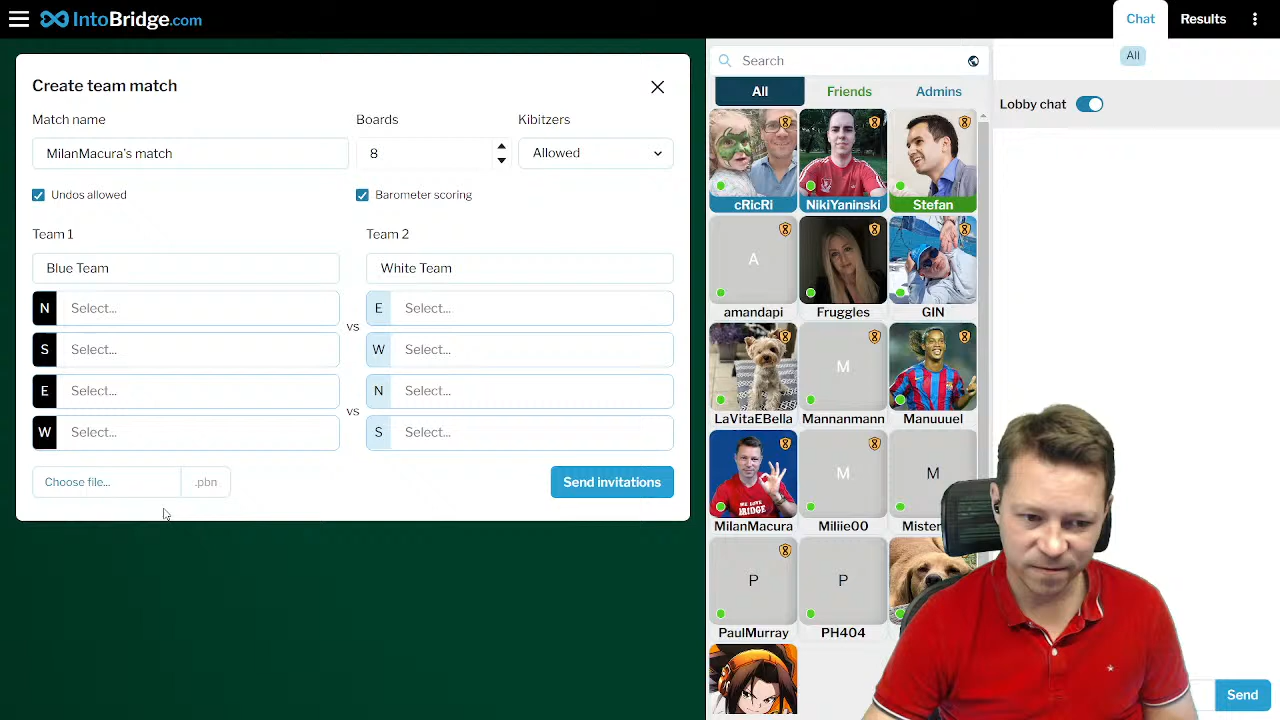 IntoBridge.com
Chat
Results
All
Create team match
Match name
Boards
Kibitzers
MilanMacura's match
8
Allowed
Undos allowed
Barometer scoring
Team 1
Team 2
Blue Team
White Team
N Select...
E Select...
vs
S Select...
W Select...
E Select...
N Select...
vs
W Select...
S Select...
Choose file...
.pbn
Send invitations
Search
All
Friends
Admins
cRicRi
NikiYaninski
Stefan
A
amandapi
Fruggles
GIN
M
LaVitaEBella
Mannanmann
Manuuuel
WE LOVE
BRIDGE
M
M
MilanMacura
Miliie00
P
P
PaulMurray
PH404
Lobby chat
Send